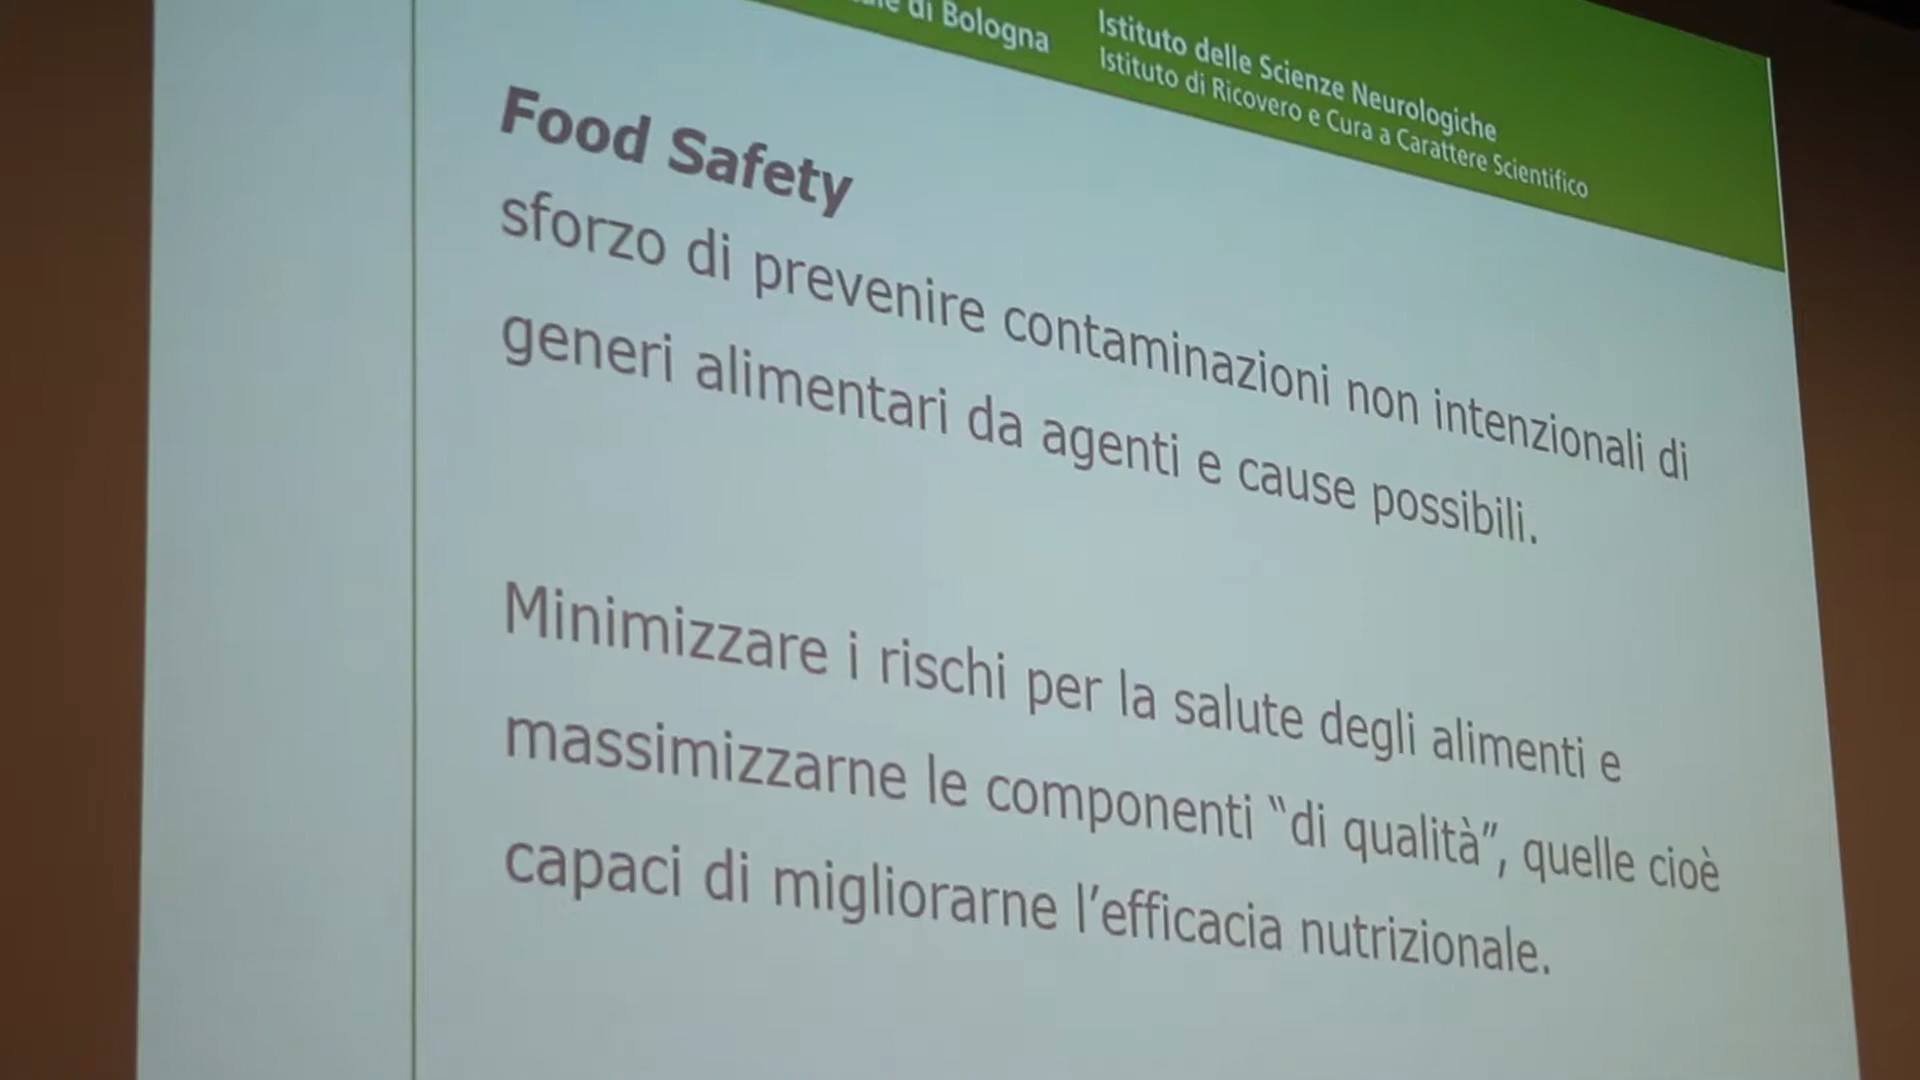 di Bologna
Istituto delle Scienze Neurologiche
Istituto di Ricovero e Cura a Carattere Scientifico
Food Safety
sforzo di prevenire contaminazioni non intenzionali di
generi alimentari da agenti e cause possibili.
Minimizzare i rischi per la salute degli alimenti e
massimizzarne le componenti “di qualità”, quelle cioè
capaci di migliorarne l’efficacia nutrizionale.